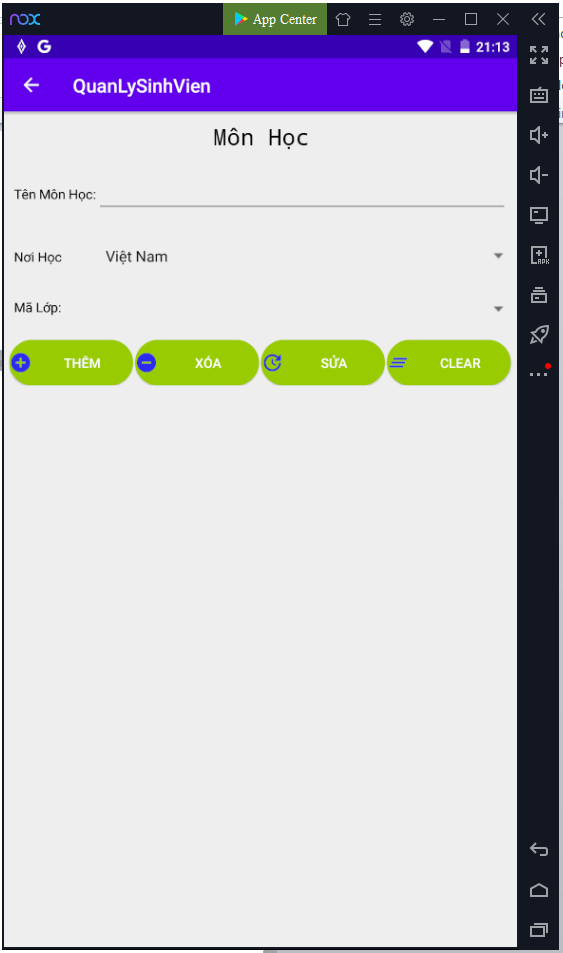 nox App Center
G 21:13
QuanLySinhVien
Môn Học
Tên Môn Học:
Nơi Học Việt Nam
Mã Lớp:
THÊM XÓA SỬA CLEAR
APK